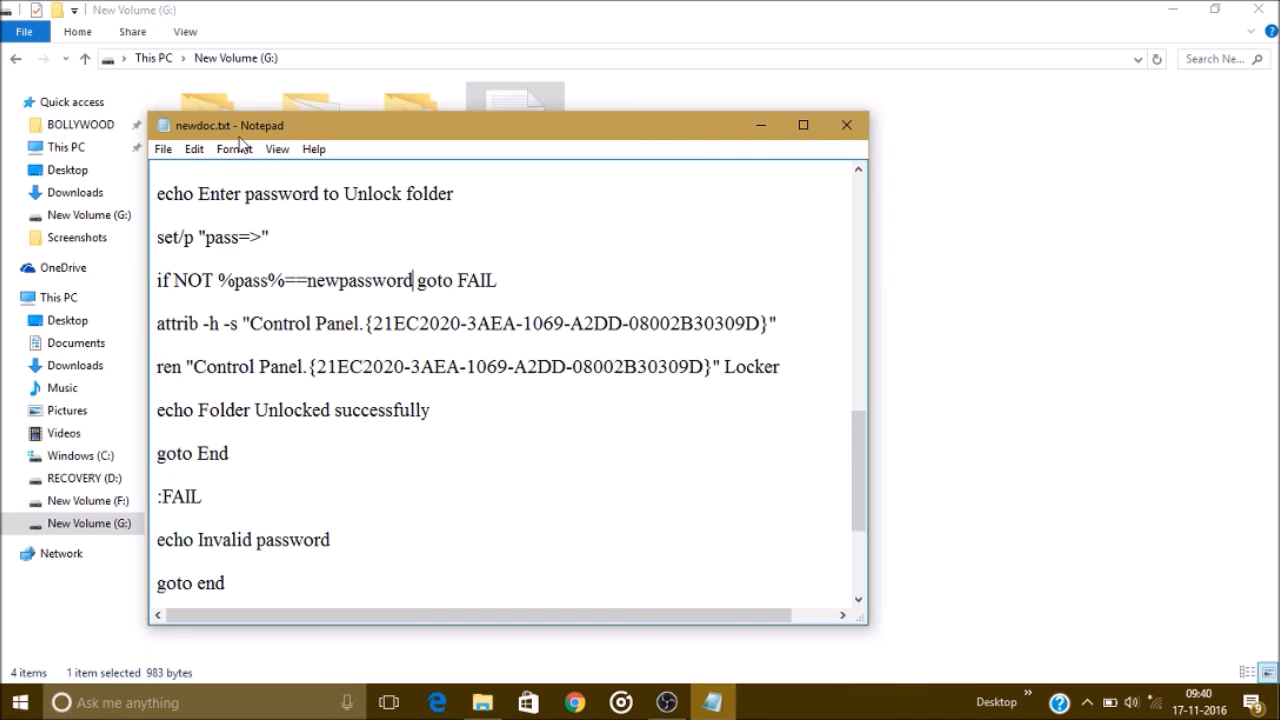 New Volume (G:)
File Home Share View
This PC New Volume (G:) Search Ne...
Quick access
BOLLYWOOD
This PC
Desktop
Downloads
New Volume (G:)
Screenshots
OneDrive
This PC
Desktop
Documents
Downloads
Music
Pictures
Videos
Windows (C:)
RECOVERY (D:)
New Volume (F:)
New Volume (G:)
Network
newdoc.txt - Notepad
File Edit Format View Help
echo Enter password to Unlock folder
set/p "pass=>"
if NOT %pass%==newpassword goto FAIL
attrib -h -s "Control Panel.{21EC2020-3AEA-1069-A2DD-08002B30309D}"
ren "Control Panel.{21EC2020-3AEA-1069-A2DD-08002B30309D}" Locker
echo Folder Unlocked successfully
goto End
:FAIL
echo Invalid password
goto end
4 items 1 item selected 983 bytes
Ask me anything Desktop 09:40
17-11-2016 9